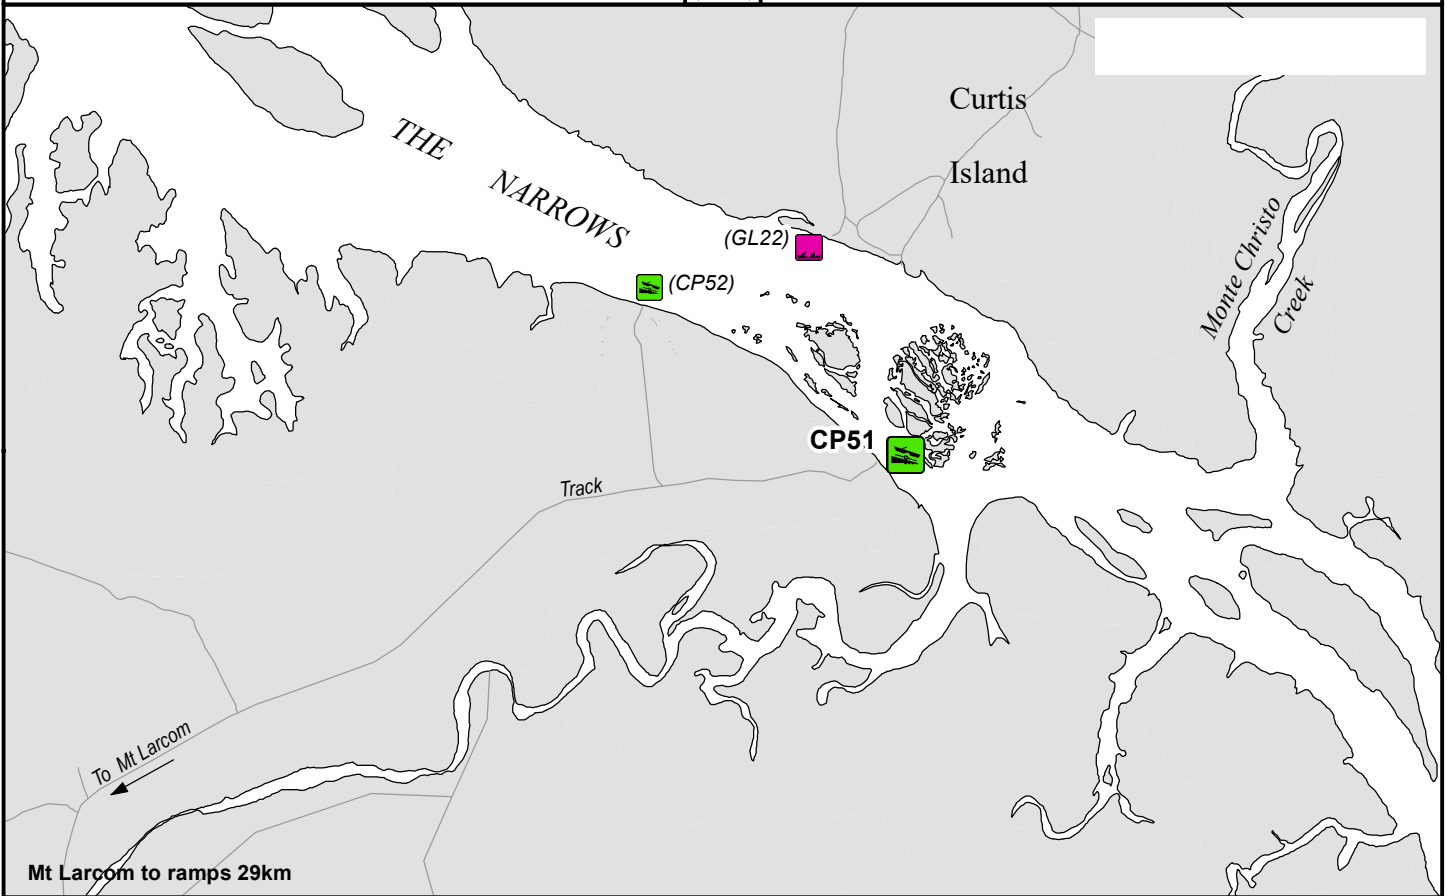 Curtis
Island
THE NARROWS
Monte Christo
Creek
(GL22)
(CP52)
CP51
Track
To Mt Larcom
Mt Larcom to ramps 29km